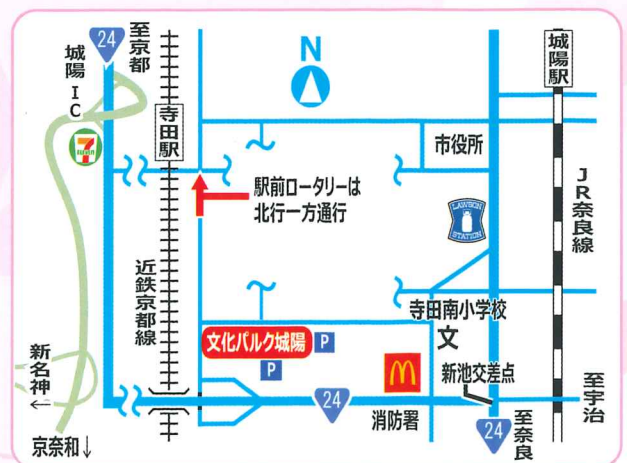 24
至京都
城陽IC
7
ELEVEn
寺田駅
N
駅前ロータリーは
北行一方通行
市役所
城陽駅
LAWSON
STATION
JR奈良線
近鉄京都線
文化パルク城陽
P
P
寺田南小学校
文
新池交差点
M
消防署
24
24
至奈良
至宇治
新名神
←
京奈和↓